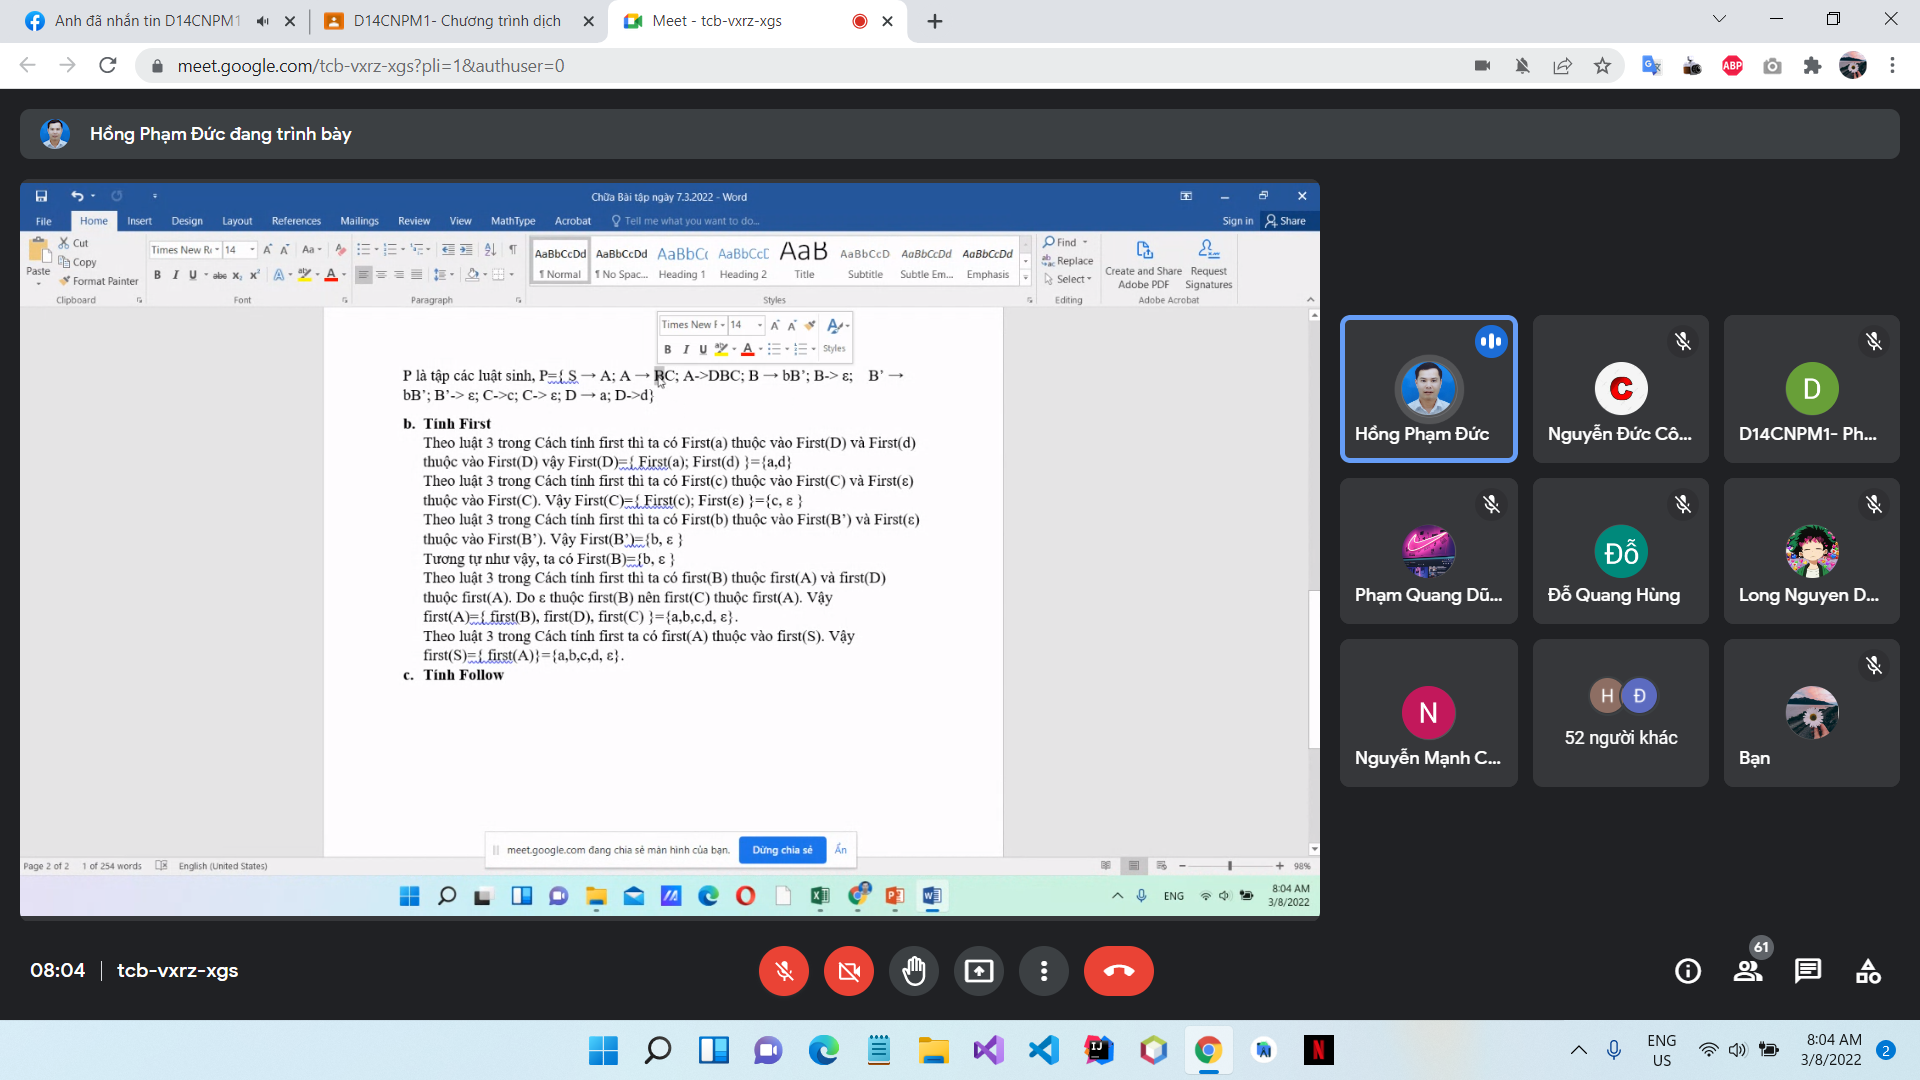 Anh đã nhắn tin D14CNPM1
D14CNPM1- Chương trình dịch
Meet - tcb-vxrz-xgs
meet.google.com/tcb-vxrz-xgs?pli=1&authuser=0
ABP
Hồng Phạm Đức đang trình bày
Chữa Bài tập ngày 7.3.2022 - Word
File Home Insert Design Layout References Mailings Review View MathType Acrobat Tell me what you want to do... Sign in Share
Paste
Cut
Copy
Format Painter
Clipboard
Times New R 14
Font
Paragraph
AaBbCcDd AaBbCcDd AaBbC AaBbCcC AaB AaBbCcD AaBbCcDd AaBbCcDd
¶ Normal ¶ No Spac... Heading 1 Heading 2 Title Subtitle Subtle Em... Emphasis
Styles
Find
Replace
Select
Editing
Create and Share Adobe PDF
Request Signatures
Adobe Acrobat
Times New F 14
B I U Styles
P là tập các luật sinh, P={ S → A; A → BC; A->DBC; B → bB’; B-> ε; B’ →
bB’; B’-> ε; C->c; C-> ε; D → a; D->d}
b. Tính First
Theo luật 3 trong Cách tính first thì ta có First(a) thuộc vào First(D) và First(d)
thuộc vào First(D) vậy First(D)={ First(a); First(d) }={a,d}
Theo luật 3 trong Cách tính first thì ta có First(c) thuộc vào First(C) và First(ε)
thuộc vào First(C). Vậy First(C)={ First(c); First(ε) }={c, ε }
Theo luật 3 trong Cách tính first thì ta có First(b) thuộc vào First(B’) và First(ε)
thuộc vào First(B’). Vậy First(B’)={b, ε }
Tương tự như vậy, ta có First(B)={b, ε }
Theo luật 3 trong Cách tính first thì ta có first(B) thuộc first(A) và first(D)
thuộc first(A). Do ε thuộc first(B) nên first(C) thuộc first(A). Vậy
first(A)={ first(B), first(D), first(C) }={a,b,c,d, ε}.
Theo luật 3 trong Cách tính first ta có first(A) thuộc vào first(S). Vậy
first(S)={ first(A)}={a,b,c,d, ε}.
c. Tính Follow
meet.google.com đang chia sẻ màn hình của bạn. Dừng chia sẻ Ẩn
Page 2 of 2 1 of 254 words English (United States) 98%
ENG 8:04 AM
3/8/2022
Hồng Phạm Đức
C
Nguyễn Đức Cô...
D
D14CNPM1- Ph...
Phạm Quang Dũ...
Đỗ
Đỗ Quang Hùng
Long Nguyen D...
N
Nguyễn Mạnh C...
H Đ
52 người khác
Bạn
08:04 tcb-vxrz-xgs
61
ENG
US
8:04 AM
3/8/2022
2